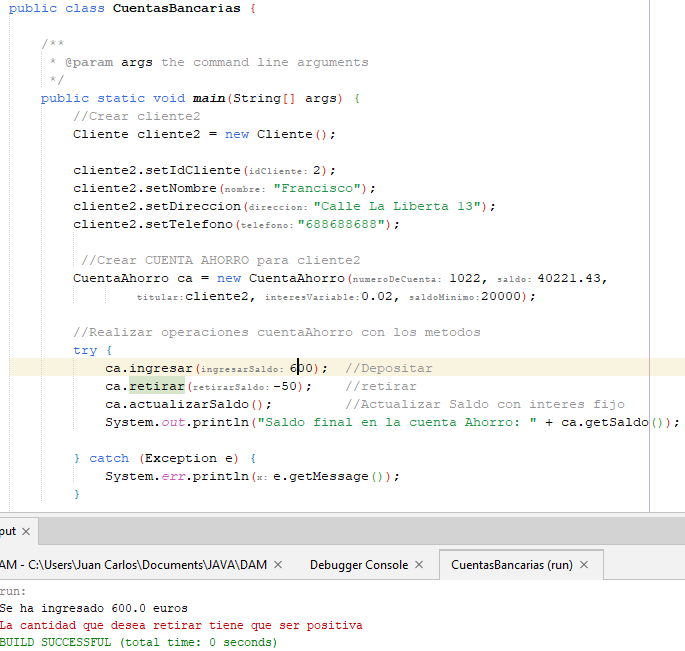 public class CuentasBancarias {
/**
* @param args the command line arguments
*/
public static void main(String[] args) {
//Crear cliente2
Cliente cliente2 = new Cliente();
cliente2.setIdCliente(idCliente: 2);
cliente2.setNombre(nombre: "Francisco");
cliente2.setDireccion(direccion: "Calle La Liberta 13");
cliente2.setTelefono(telefono: "688688688");
//Crear CUENTA AHORRO para cliente2
CuentaAhorro ca = new CuentaAhorro(numeroDeCuenta: 1022, saldo: 40221.43,
titular: cliente2, interesVariable: 0.02, saldoMinimo: 20000);
//Realizar operaciones cuentaAhorro con los metodos
try {
ca.ingresar(ingresarSaldo: 600); //Depositar
ca.retirar(retirarSaldo: -50); //retirar
ca.actualizarSaldo(); //Actualizar Saldo con interes fijo
System.out.println("Saldo final en la cuenta Ahorro: " + ca.getSaldo());
} catch (Exception e) {
System.err.println(x: e.getMessage());
}
put ×
AM - C:\Users\Juan Carlos\Documents\JAVA\DAM × Debugger Console × CuentasBancarias (run) ×
run:
Se ha ingresado 600.0 euros
La cantidad que desea retirar tiene que ser positiva
BUILD SUCCESSFUL (total time: 0 seconds)